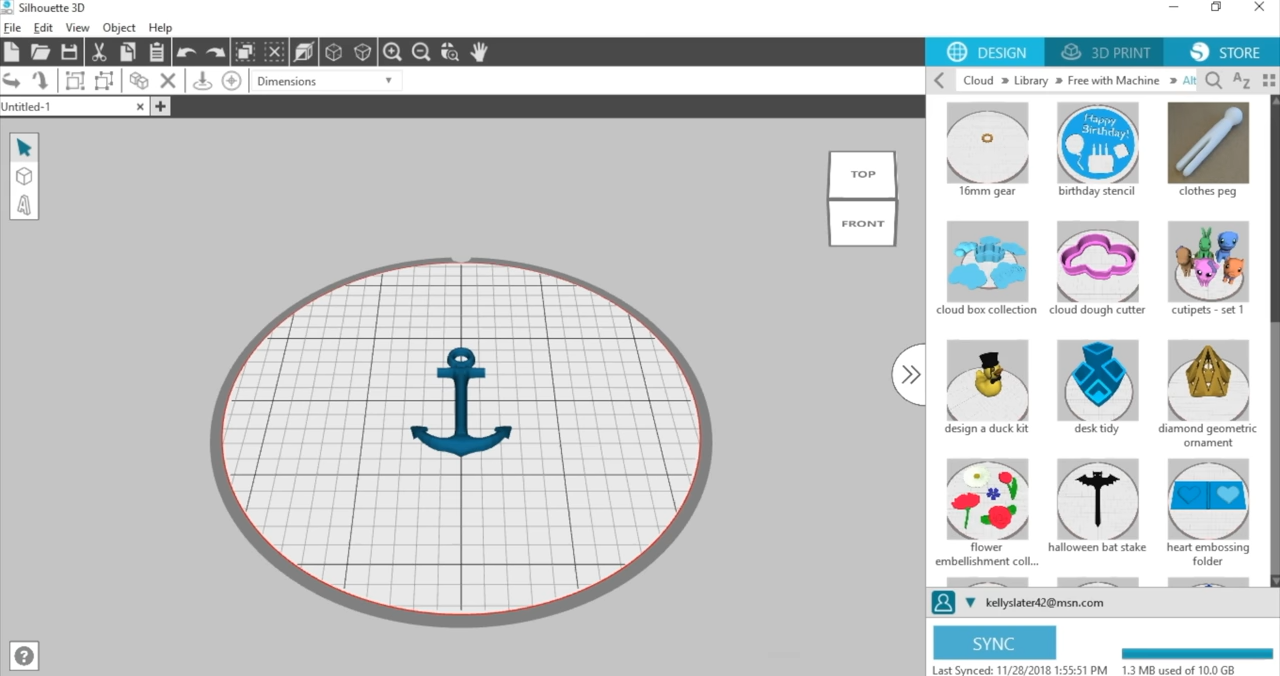 Silhouette 3D
File Edit View Object Help
DESIGN 3D PRINT STORE
Dimensions
Cloud » Library » Free with Machine » Alt
A Z
Untitled-1
TOP
FRONT
Happy Birthday!
16mm gear birthday stencil clothes peg
cloud box collection cloud dough cutter cutipets - set 1
design a duck kit desk tidy diamond geometric
ornament
flower halloween bat stake heart embossing
embellishment coll... folder
kellyslater42@msn.com
SYNC
Last Synced: 11/28/2018 1:55:51 PM 1.3 MB used of 10.0 GB